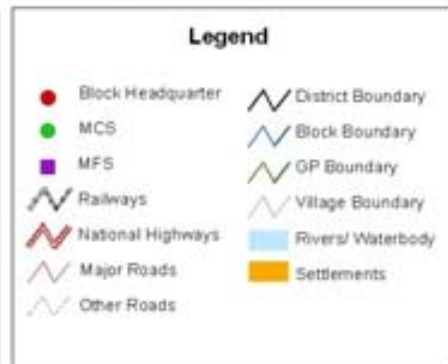 Legend
Block Headquarter
MCS
MFS
Railways
National Highways
Major Roads
Other Roads
District Boundary
Block Boundary
GP Boundary
Village Boundary
Rivers/ Waterbody
Settlements